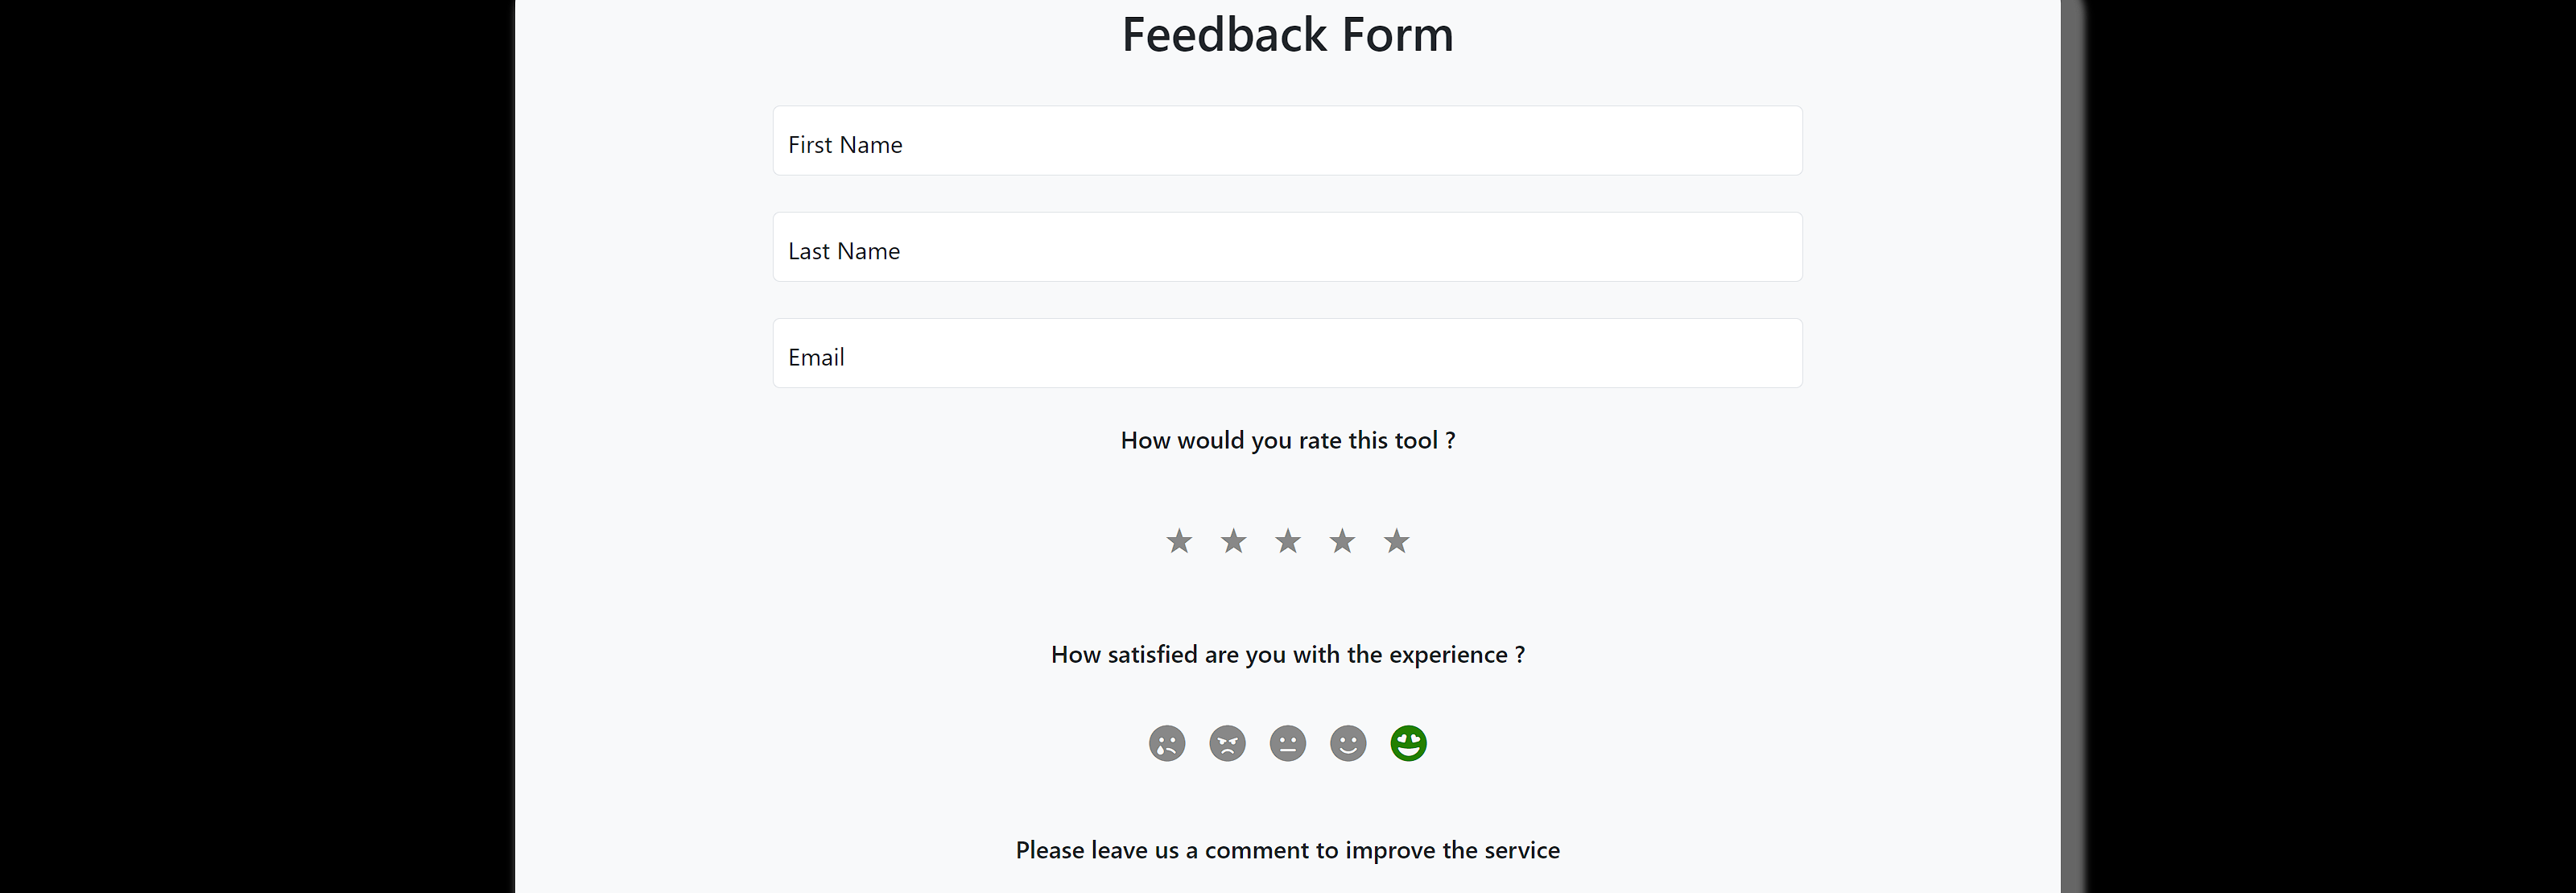 Feedback Form
First Name
Last Name
Email
How would you rate this tool ?
How satisfied are you with the experience ?
Please leave us a comment to improve the service